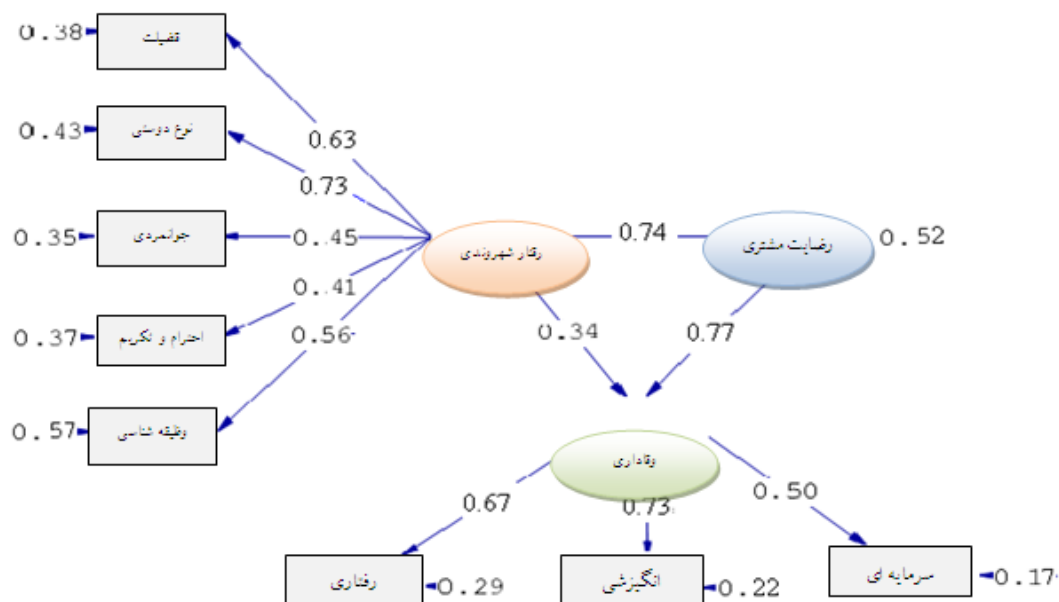 0.38 فضیلت
0.63
0.43 نوع دوستی
0.73
0.35 جوانمردی
0.45
رفتار شهروندی
0.74
رضایت مشتری
0.52
0.41
0.37 احترام و تکریم
0.56
0.34
0.77
0.57 وظیفه شناسی
وفاداری
0.67
0.73
0.50
رفتاری 0.29
انگیزشی 0.22
سرمایه ای 0.17